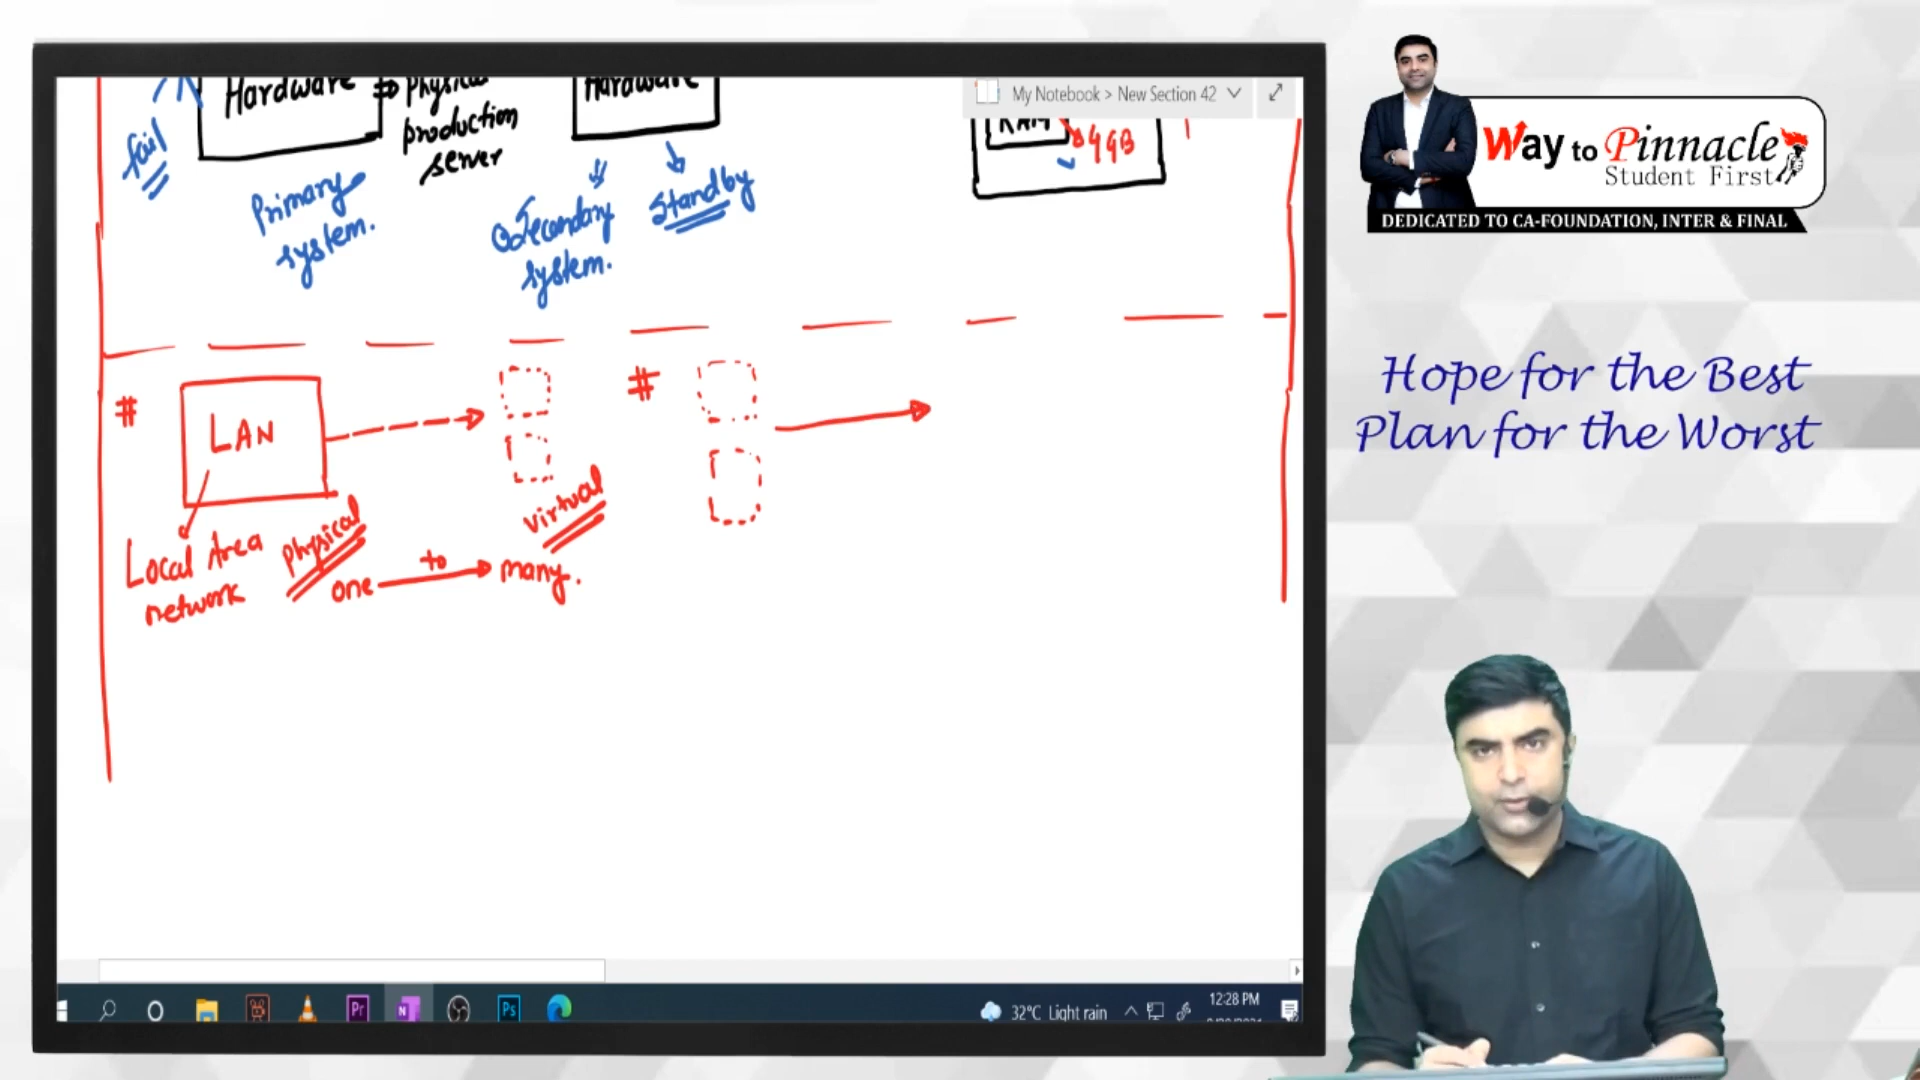 Hardware
⇒ Physical
production
server
Hardware
fail
Primary
system.
Secondary
system.
Standby
My Notebook > New Section 42
RAM
4GB
#
LAN
Local Area
network
Physical
one
to
many.
Virtual
#
32°C Light rain
12:28 PM
Pr
N
Ps
Way to Pinnacle
Student First
DEDICATED TO CA-FOUNDATION, INTER & FINAL
Hope for the Best
Plan for the Worst